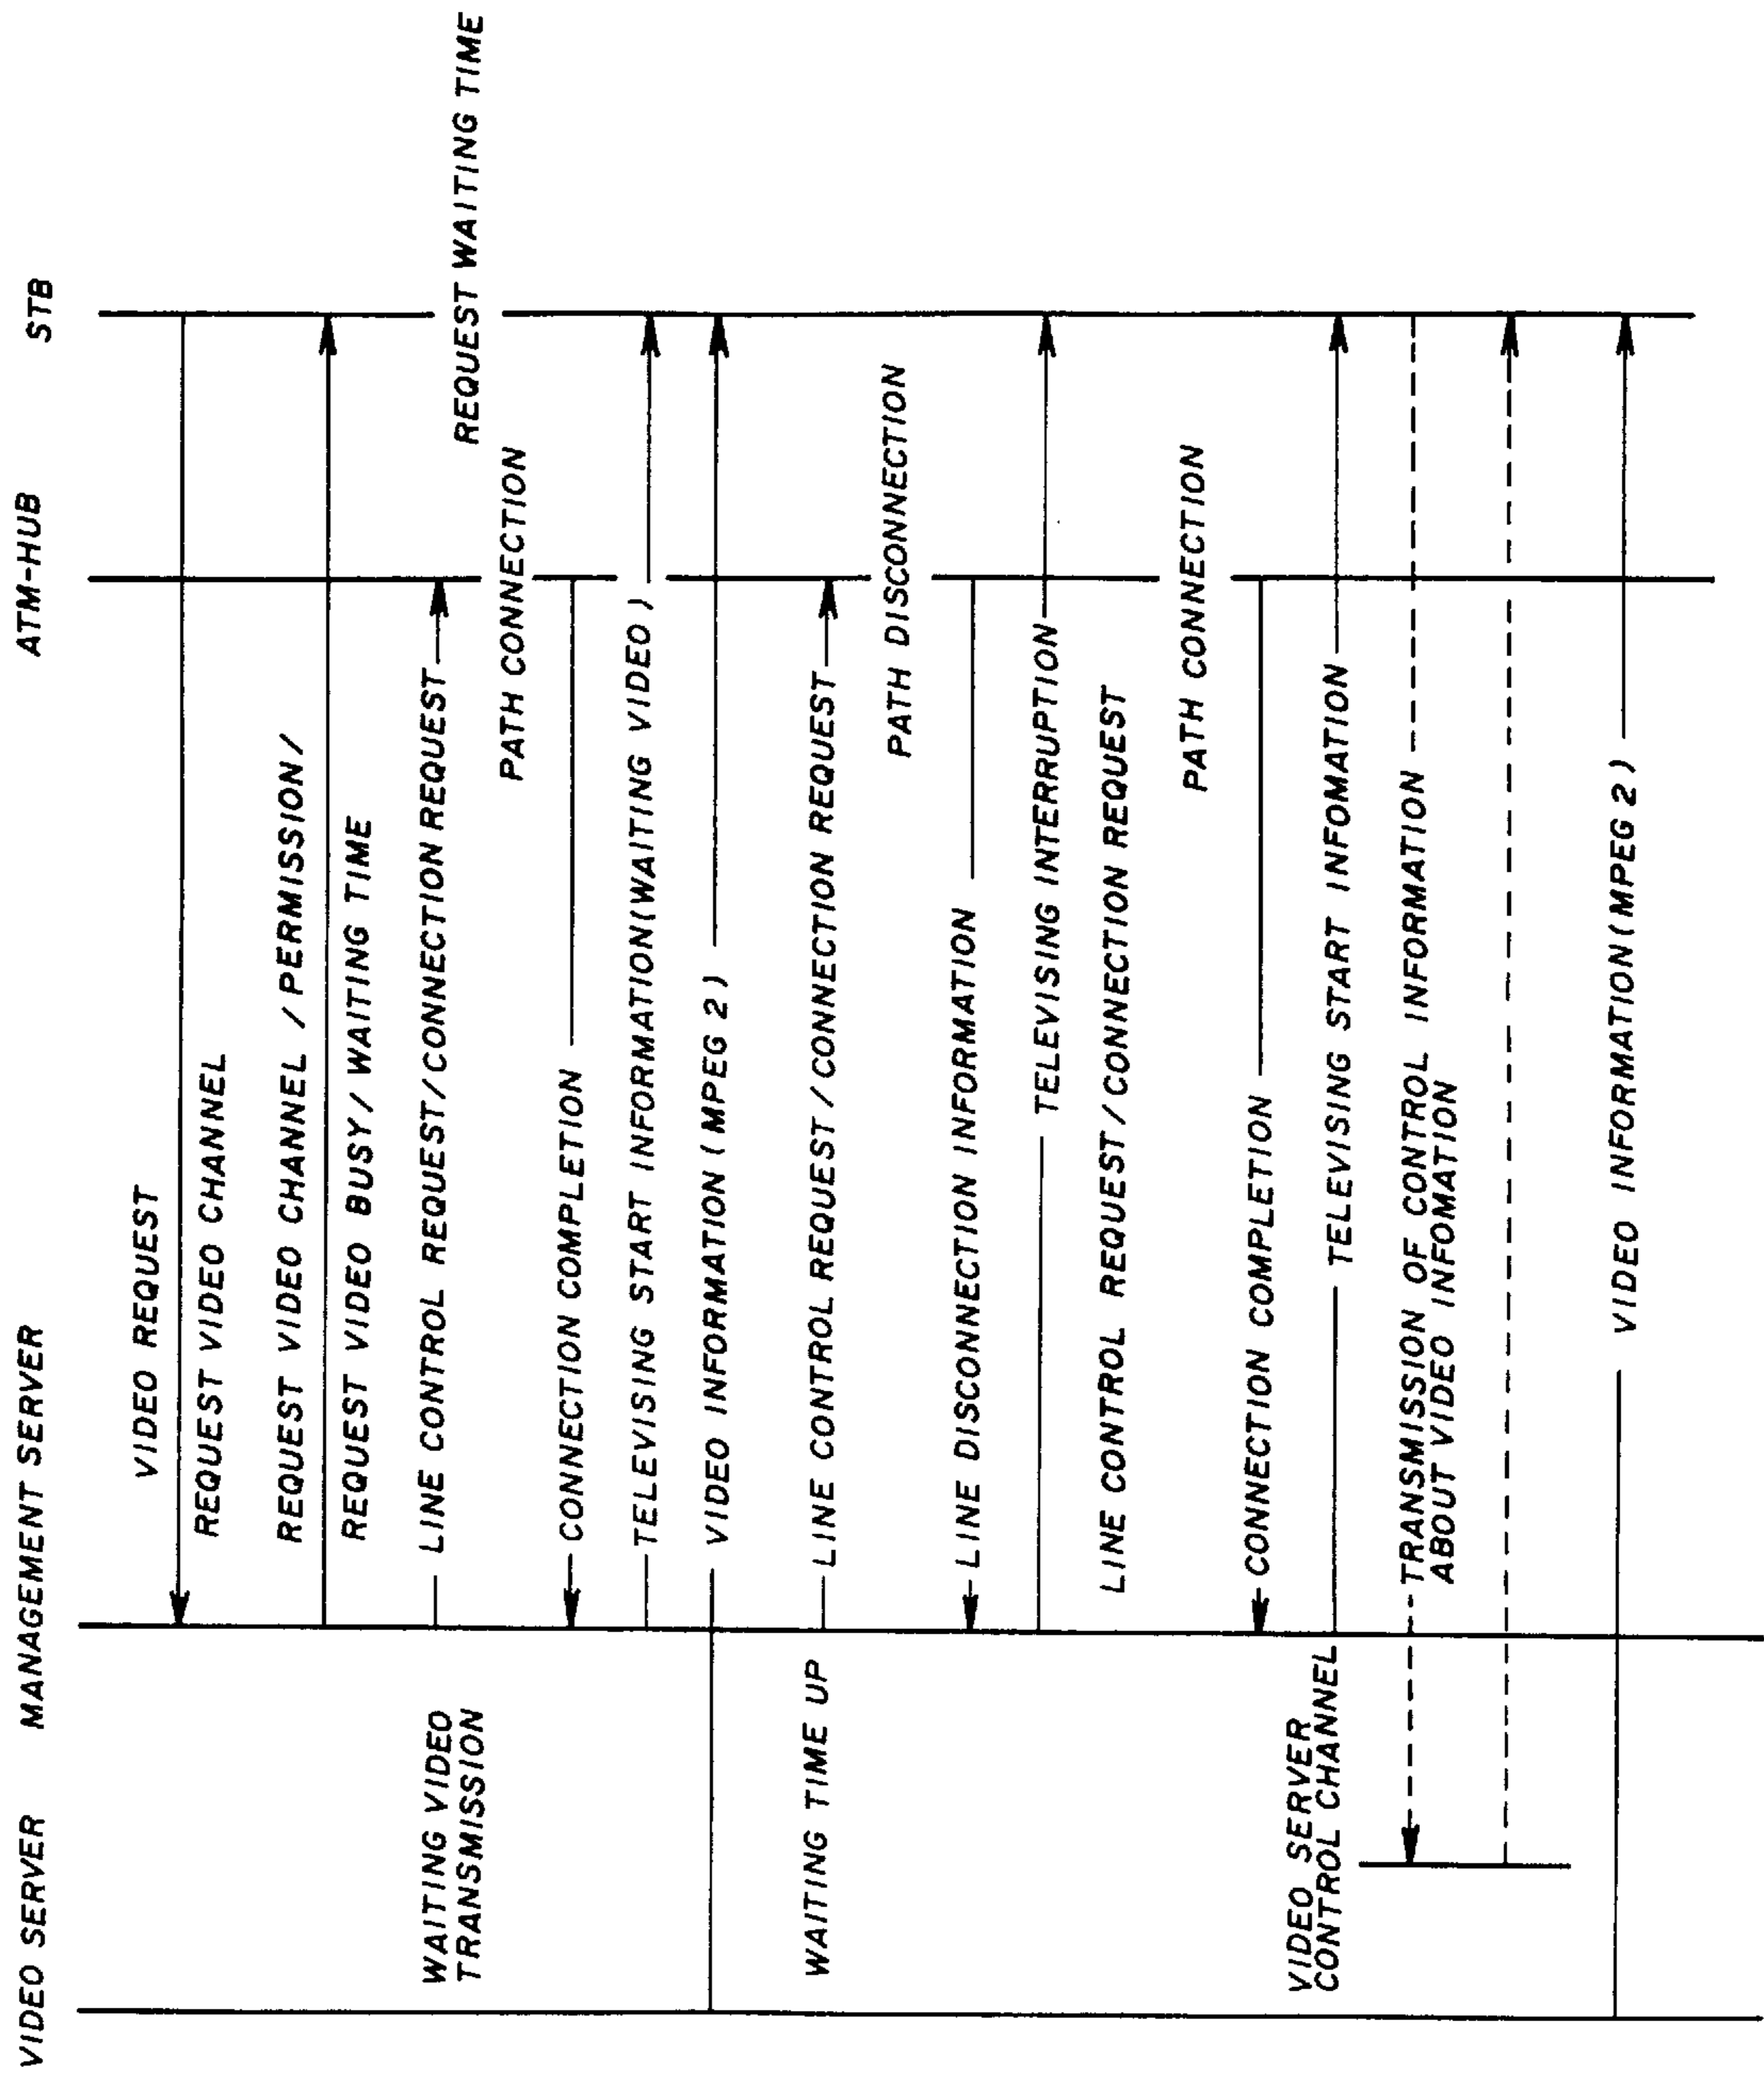 VIDEO SERVER
MANAGEMENT SERVER
ATM-HUB
STB
VIDEO REQUEST
REQUEST VIDEO CHANNEL
REQUEST VIDEO CHANNEL /PERMISSION/
REQUEST VIDEO BUSY/ WAITING TIME
WAITING VIDEO
TRANSMISSION
LINE CONTROL REQUEST/CONNECTION REQUEST
REQUEST WAITING TIME
PATH CONNECTION
CONNECTION COMPLETION
TELEVISING START INFORMATION(WAITING VIDEO)
VIDEO INFORMATION (MPEG 2)
WAITING TIME UP
LINE CONTROL REQUEST/CONNECTION REQUEST
PATH DISCONNECTION
LINE DISCONNECTION INFORMATION
TELEVISING INTERRUPTION
LINE CONTROL REQUEST/CONNECTION REQUEST
PATH CONNECTION
CONNECTION COMPLETION
VIDEO SERVER
CONTROL CHANNEL
TELEVISING START INFOMATION
TRANSMISSION OF CONTROL INFORMATION
ABOUT VIDEO INFOMATION
VIDEO INFORMATION(MPEG 2)